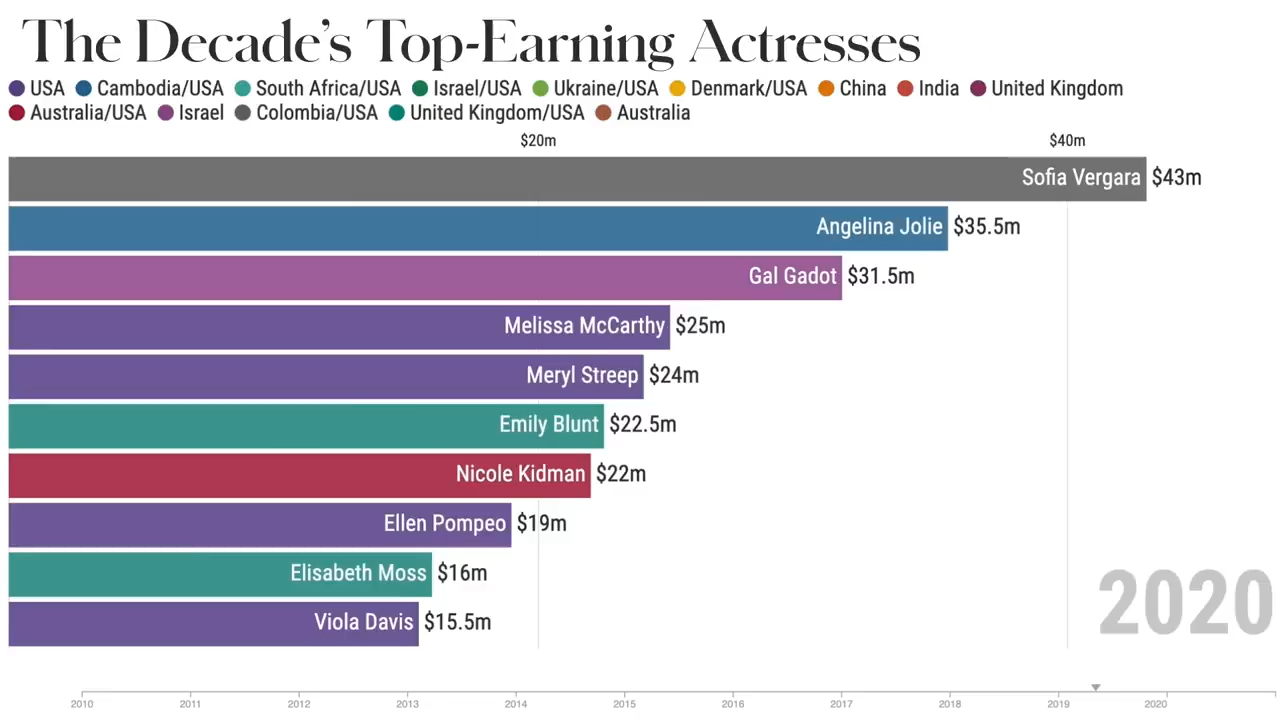 The Decade's Top-Earning Actresses
USA Cambodia/USA South Africa/USA Israel/USA Ukraine/USA Denmark/USA China India United Kingdom
Australia/USA Israel Colombia/USA United Kingdom/USA Australia
$20m $40m
Sofia Vergara $43m
Angelina Jolie $35.5m
Gal Gadot $31.5m
Melissa McCarthy $25m
Meryl Streep $24m
Emily Blunt $22.5m
Nicole Kidman $22m
Ellen Pompeo $19m
Elisabeth Moss $16m
Viola Davis $15.5m
2020
2010 2011 2012 2013 2014 2015 2016 2017 2018 2019 2020